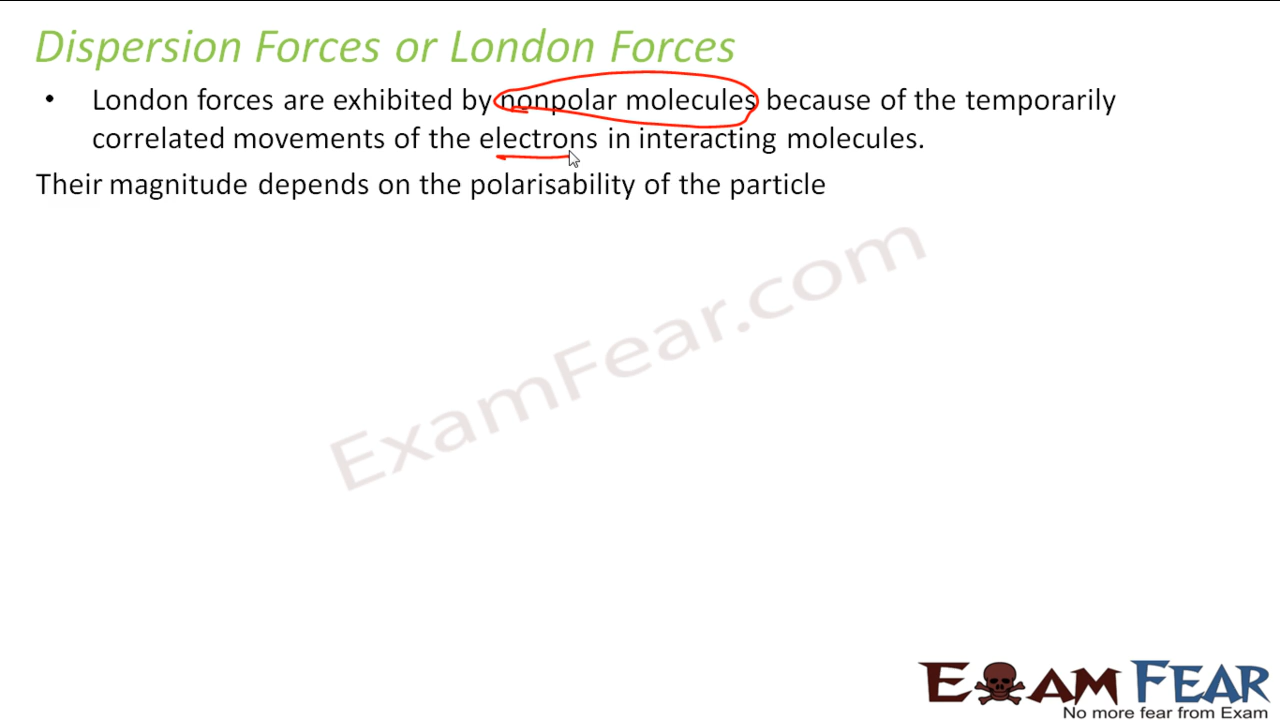 Dispersion Forces or London Forces
• London forces are exhibited by nonpolar molecules because of the temporarily
correlated movements of the electrons in interacting molecules.
Their magnitude depends on the polarisability of the particle
ExamFear.com
EXAM FEAR
No more fear from Exam